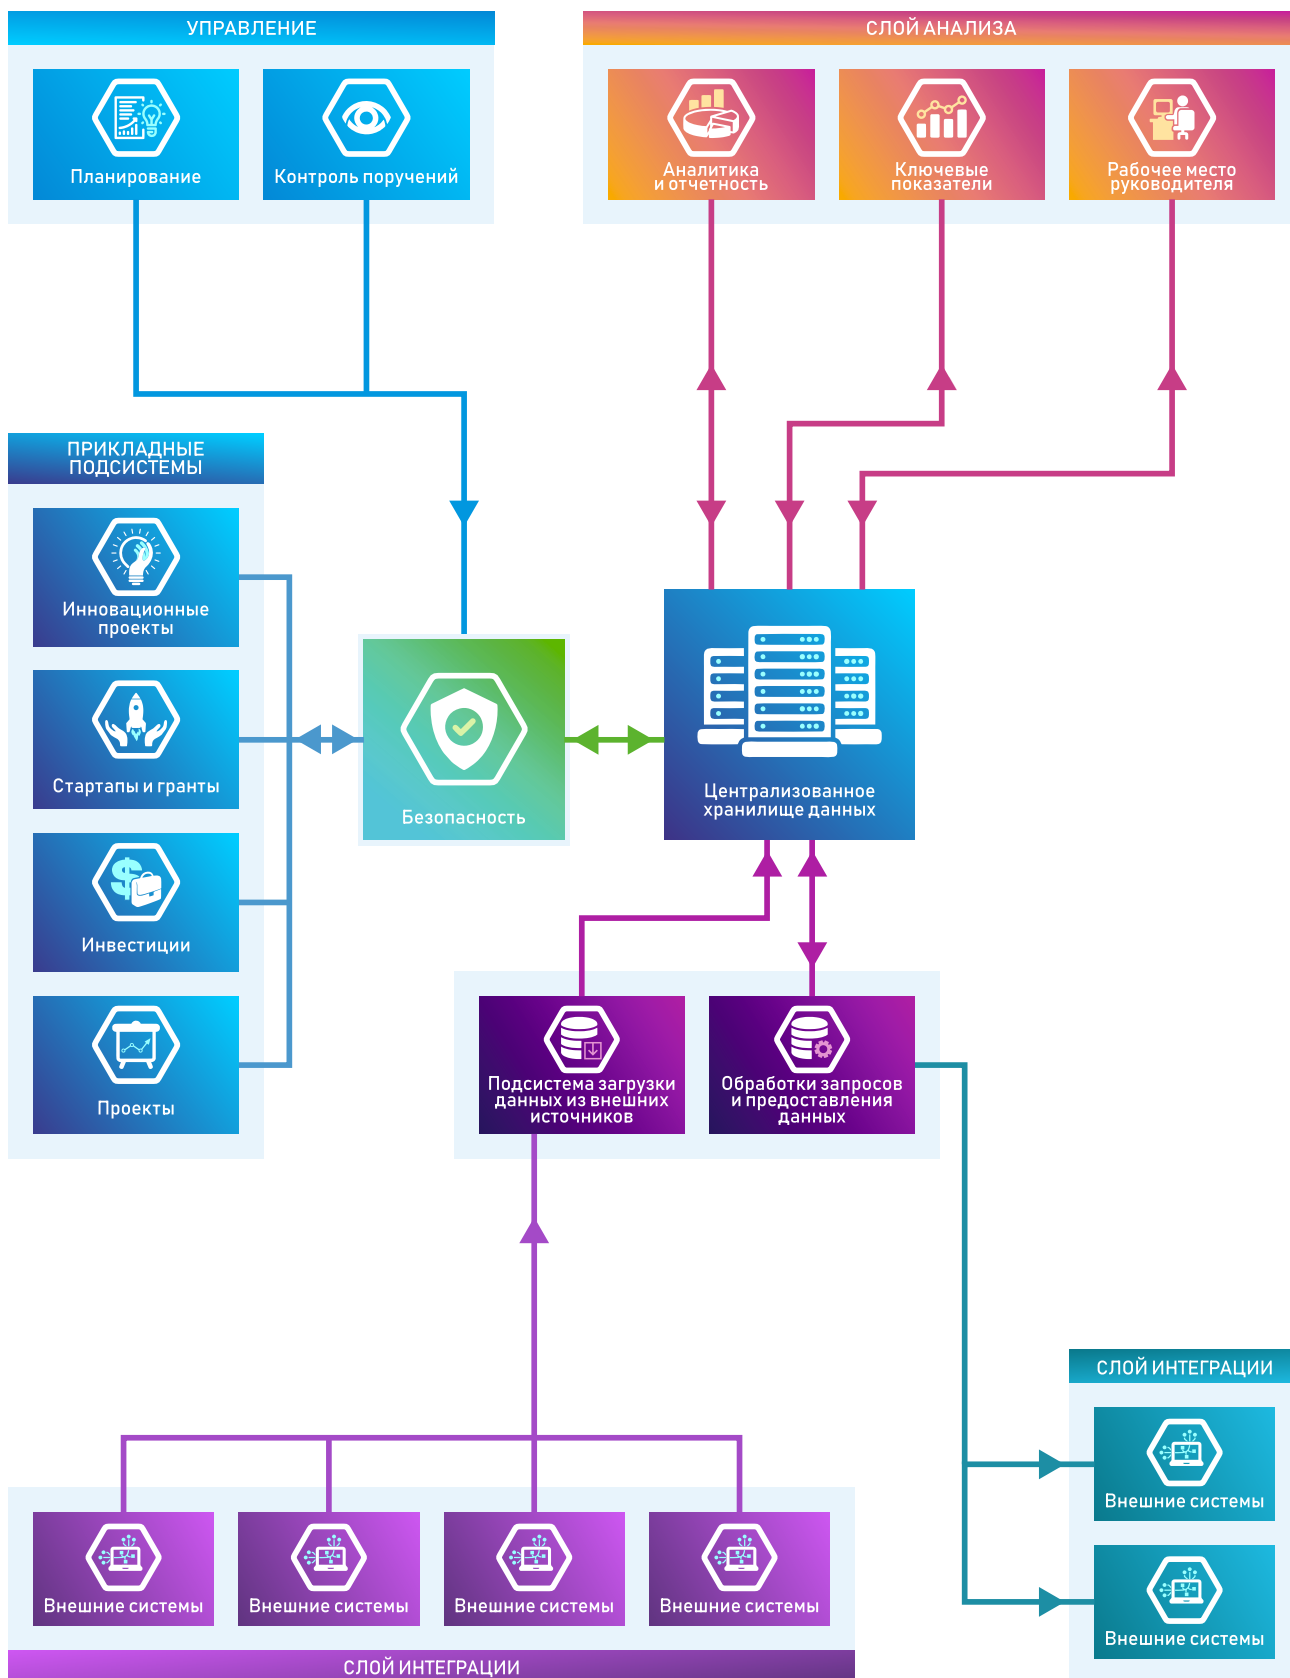 УПРАВЛЕНИЕ
Планирование
Контроль поручений
СЛОЙ АНАЛИЗА
Аналитика
и отчетность
Ключевые
показатели
Рабочее место
руководителя
ПРИКЛАДНЫЕ
ПОДСИСТЕМЫ
Инновационные
проекты
Стартапы и гранты
Инвестиции
Проекты
Безопасность
Централизованное
хранилище данных
Подсистема загрузки
данных из внешних
источников
Обработки запросов
и предоставления
данных
СЛОЙ ИНТЕГРАЦИИ
Внешние системы
Внешние системы
Внешние системы
Внешние системы
Внешние системы
Внешние системы
СЛОЙ ИНТЕГРАЦИИ